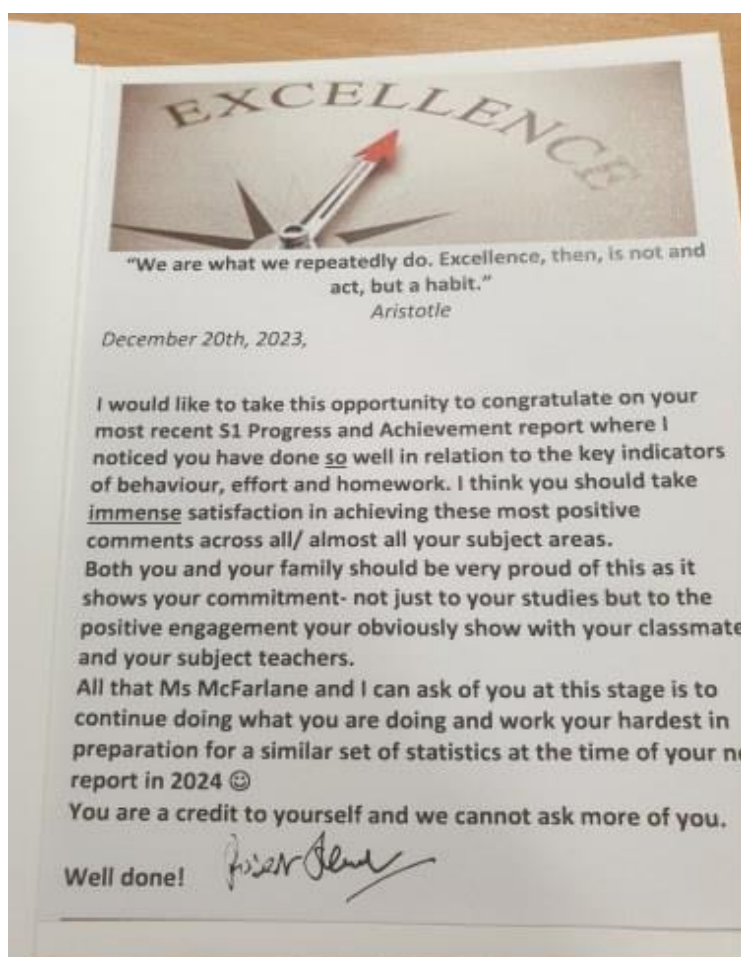 EXCELLENCE
"We are what we repeatedly do. Excellence, then, is not and
act, but a habit."
Aristotle
December 20th, 2023,
I would like to take this opportunity to congratulate on your
most recent S1 Progress and Achievement report where I
noticed you have done so well in relation to the key indicators
of behaviour, effort and homework. I think you should take
immense satisfaction in achieving these most positive
comments across all/ almost all your subject areas.
Both you and your family should be very proud of this as it
shows your commitment- not just to your studies but to the
positive engagement your obviously show with your classmate
and your subject teachers.
All that Ms McFarlane and I can ask of you at this stage is to
continue doing what you are doing and work your hardest in
preparation for a similar set of statistics at the time of your
report in 2024 ☺
You are a credit to yourself and we cannot ask more of you.
Well done!